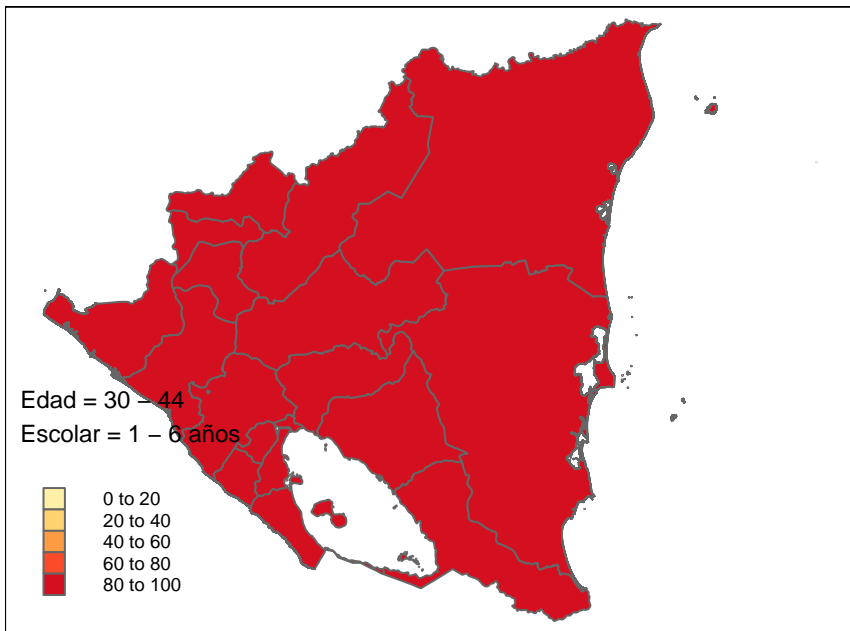 Edad = 30 – 44
Escolar = 1 – 6 años
0 to 20
20 to 40
40 to 60
60 to 80
80 to 100